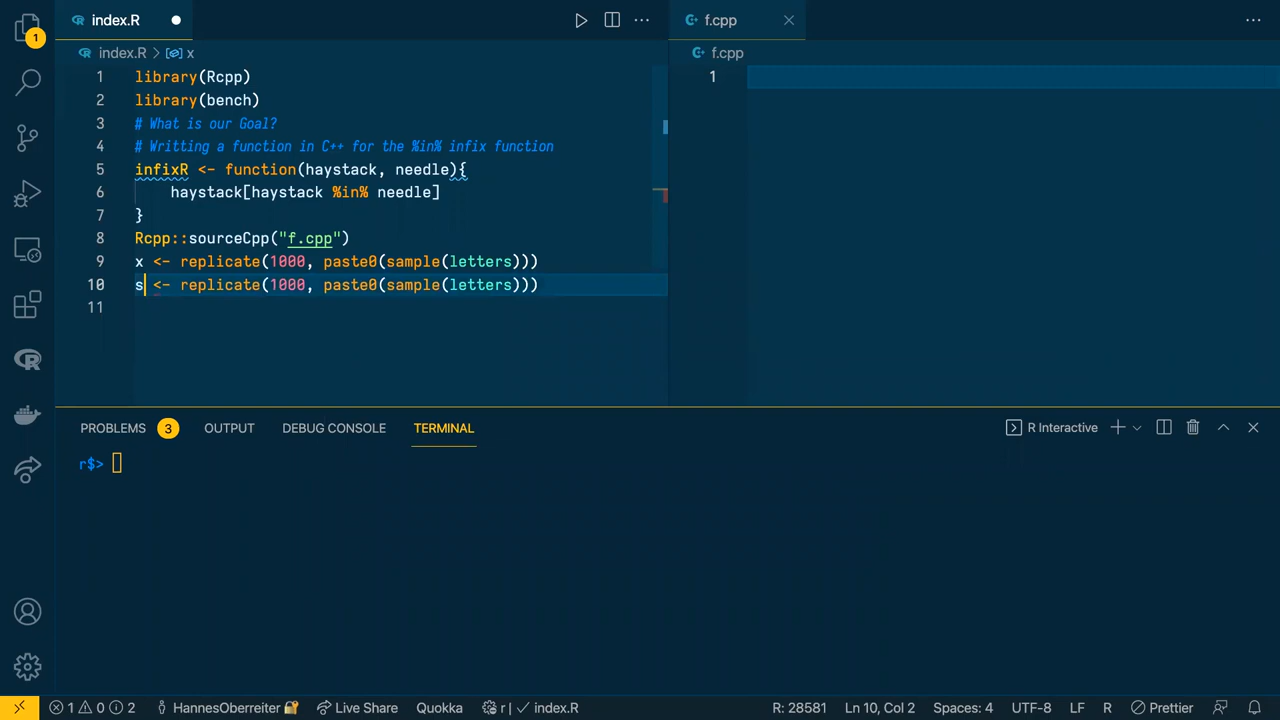 index.R
f.cpp
1
index.R > x
f.cpp
1 library(Rcpp)
2 library(bench)
3 # What is our Goal?
4 # Writting a function in C++ for the %in% infix function
5 infixR <- function(haystack, needle){
6 haystack[haystack %in% needle]
7 }
8 Rcpp::sourceCpp("f.cpp")
9 x <- replicate(1000, paste0(sample(letters)))
10 s <- replicate(1000, paste0(sample(letters)))
11
1
PROBLEMS 3 OUTPUT DEBUG CONSOLE TERMINAL
R Interactive
r$>
1 0 2 HannesOberreiter Live Share Quokka r | index.R
R: 28581 Ln 10, Col 2 Spaces: 4 UTF-8 LF R Prettier